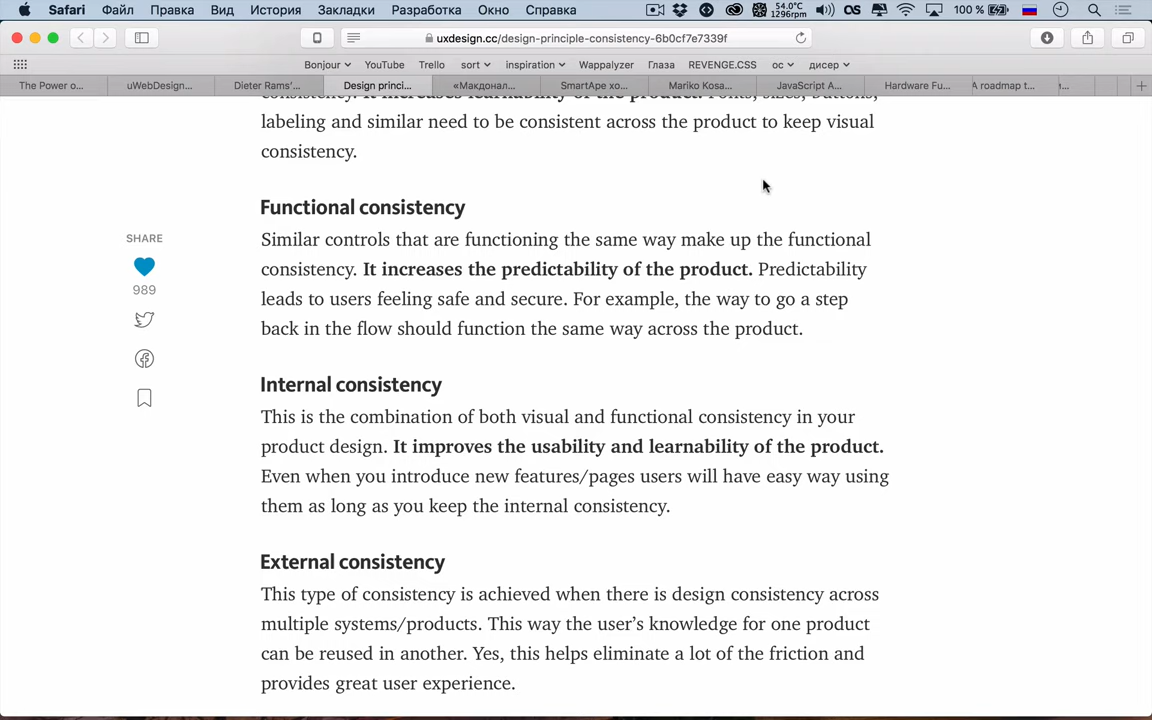 Safari Файл Правка Вид История Закладки Разработка Окно Справка 54.0°C 1296rpm 100 %
uxdesign.cc/design-principle-consistency-6b0cf7e7339f
Bonjour YouTube Trello sort inspiration Wappalyzer Глаза REVENGE.CSS ос дисер
The Power o... uWebDesign... Dieter Rams'... Design princi... «Макдонал... SmartApe хо... Mariko Kosa... JavaScript A... Hardware Fu... A roadmap t...
consistency. It increases learnability of the product. Fonts, sizes, buttons,
labeling and similar need to be consistent across the product to keep visual
consistency.
Functional consistency
Similar controls that are functioning the same way make up the functional
consistency. It increases the predictability of the product. Predictability
leads to users feeling safe and secure. For example, the way to go a step
back in the flow should function the same way across the product.
SHARE
989
Internal consistency
This is the combination of both visual and functional consistency in your
product design. It improves the usability and learnability of the product.
Even when you introduce new features/pages users will have easy way using
them as long as you keep the internal consistency.
External consistency
This type of consistency is achieved when there is design consistency across
multiple systems/products. This way the user’s knowledge for one product
can be reused in another. Yes, this helps eliminate a lot of the friction and
provides great user experience.